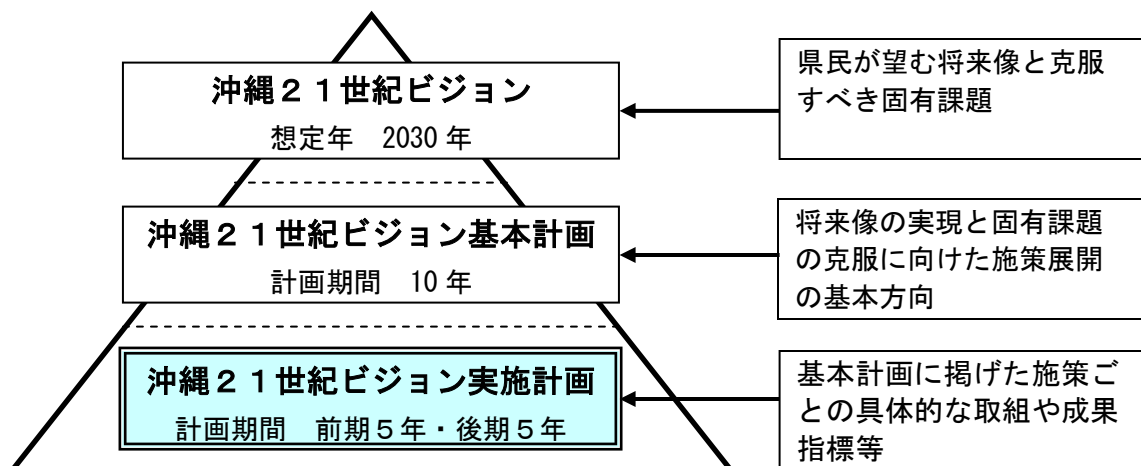 沖縄２１世紀ビジョン
想定年　2030年
県民が望む将来像と克服
すべき固有課題
沖縄２１世紀ビジョン基本計画
計画期間　10年
将来像の実現と固有課題
の克服に向けた施策展開
の基本方向
沖縄２１世紀ビジョン実施計画
計画期間　前期５年・後期５年
基本計画に掲げた施策ご
との具体的な取組や成果
指標等